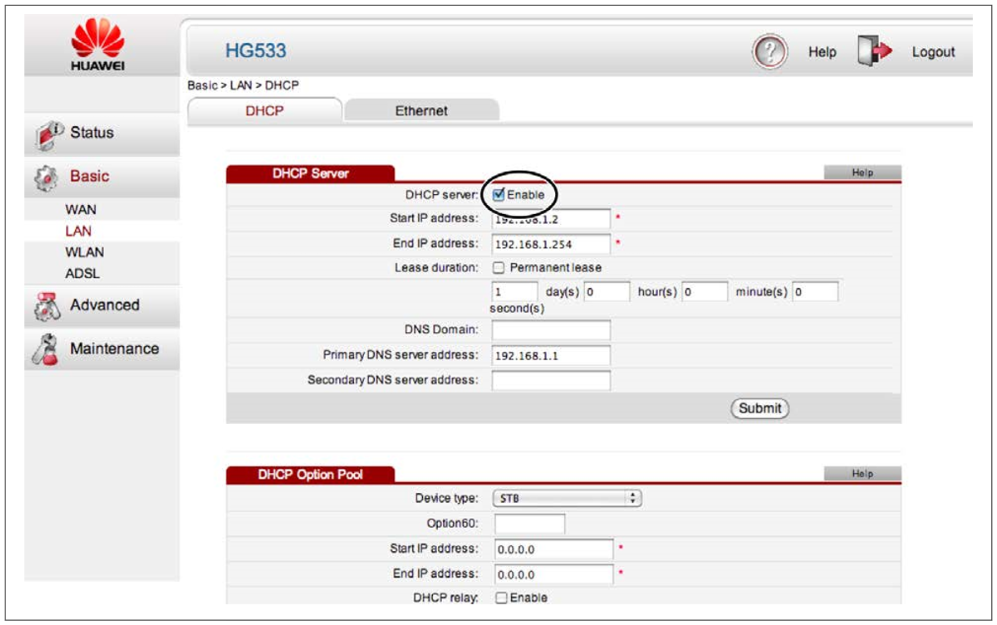 HUAWEI
HG533
Help
Logout
Basic > LAN > DHCP
DHCP
Ethernet
Status
Basic
WAN
LAN
WLAN
ADSL
Advanced
Maintenance
DHCP Server
Help
DHCP server: Enable
Start IP address: 192.168.1.2 *
End IP address: 192.168.1.254 *
Lease duration: Permanent lease
1 day(s) 0 hour(s) 0 minute(s) 0
second(s)
DNS Domain:
Primary DNS server address: 192.168.1.1
Secondary DNS server address:
Submit
DHCP Option Pool
Help
Device type: STB
Option60:
Start IP address: 0.0.0.0 *
End IP address: 0.0.0.0 *
DHCP relay: Enable